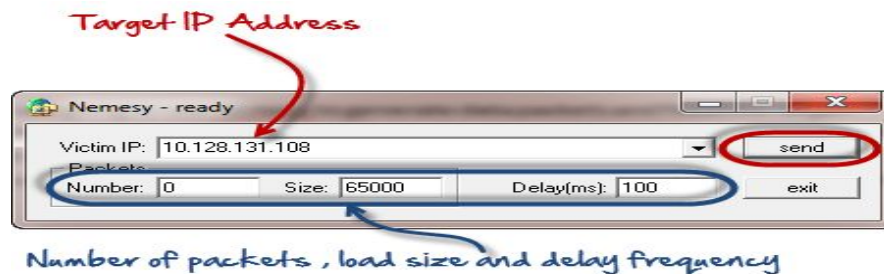 Target IP Address
Nemesy - ready
Victim IP: 10.128.131.108 send
Packets
Number: 0 Size: 65000 Delay(ms): 100 exit
Number of packets , load size and delay frequency